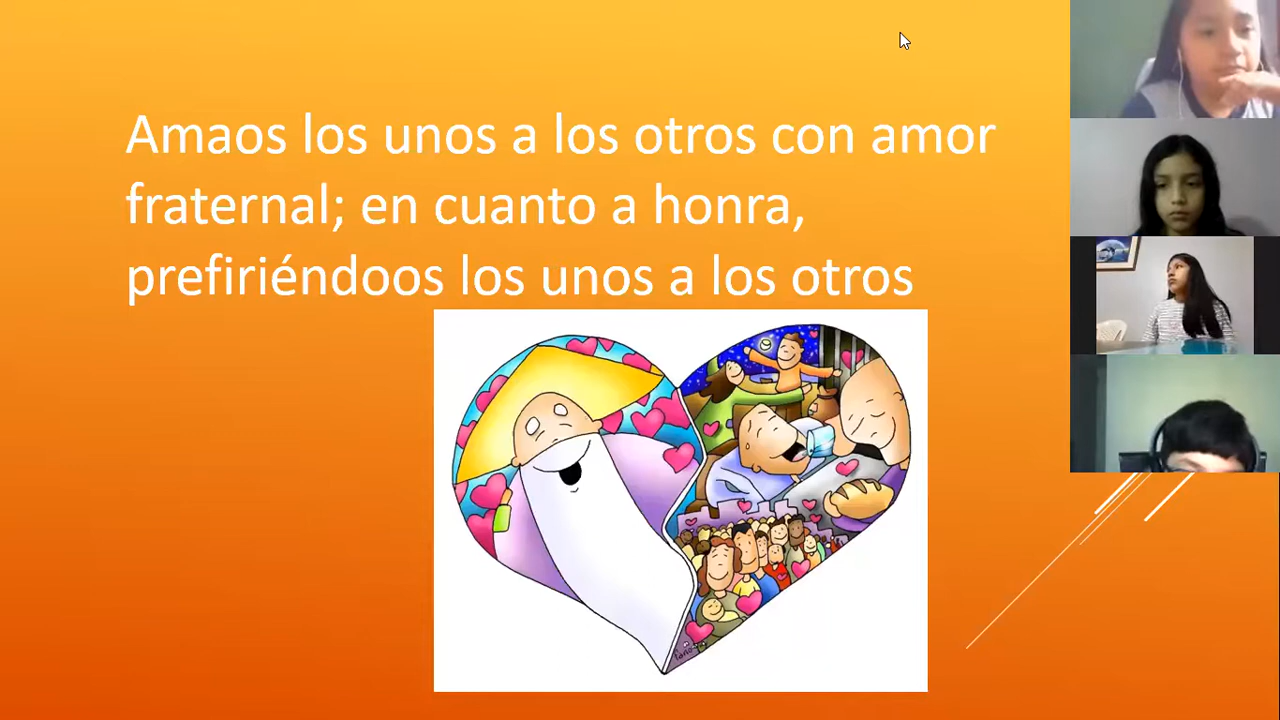 Amaos los unos a los otros con amor
fraternal; en cuanto a honra,
prefiriéndoos los unos a los otros